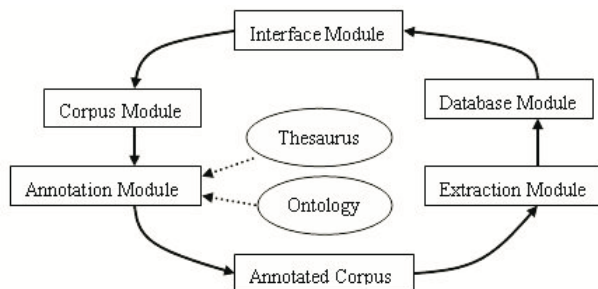 Interface Module
Corpus Module
Database Module
Thesaurus
Annotation Module
Extraction Module
Ontology
Annotated Corpus